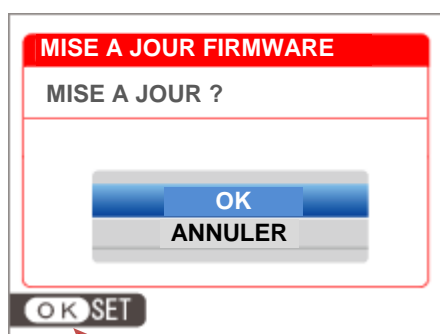 MISE A JOUR FIRMWARE
MISE A JOUR ?
OK
ANNULER
OK SET